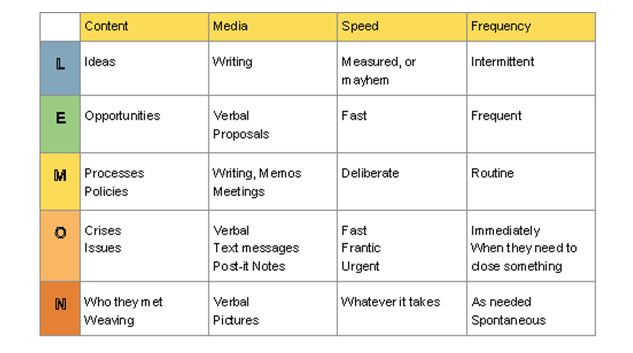 Content Media Speed Frequency
L Ideas Writing Measured, or mayhem Intermittent
E Opportunities Verbal Proposals Fast Frequent
M Processes Policies Writing, Memos Meetings Deliberate Routine
O Crises Issues Verbal Text messages Post-it Notes Fast Frantic Urgent Immediately When they need to close something
N Who they met Weaving Verbal Pictures Whatever it takes As needed Spontaneous